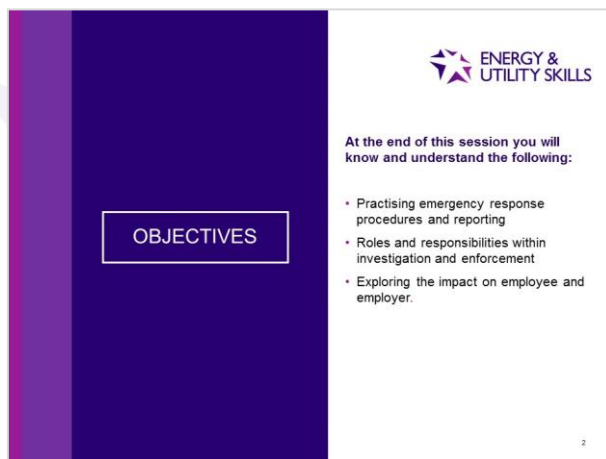 OBJECTIVES
ENERGY &
UTILITY SKILLS
At the end of this session you will
know and understand the following:
• Practising emergency response
procedures and reporting
• Roles and responsibilities within
investigation and enforcement
• Exploring the impact on employee and
employer.
2